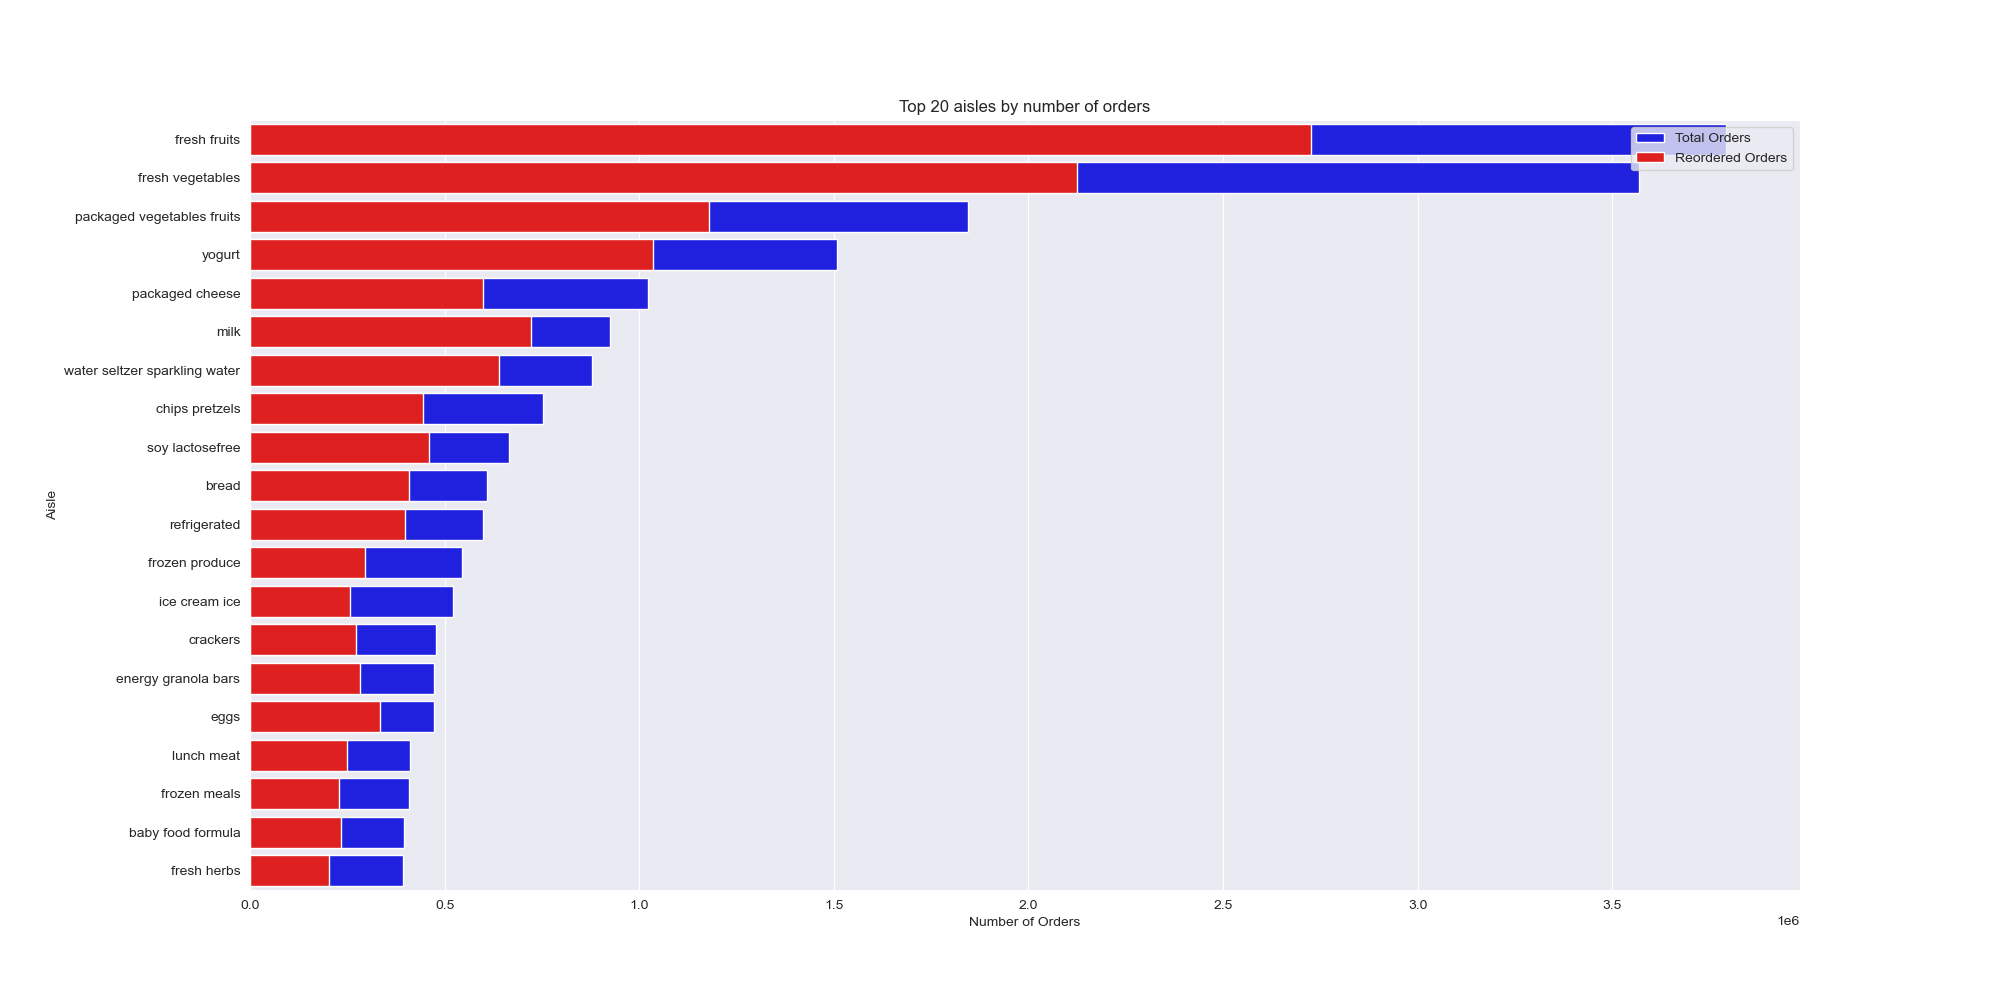 Top 20 aisles by number of orders
Total Orders
Reordered Orders
fresh fruits
fresh vegetables
packaged vegetables fruits
yogurt
packaged cheese
milk
water seltzer sparkling water
chips pretzels
soy lactosefree
bread
refrigerated
frozen produce
ice cream ice
crackers
energy granola bars
eggs
lunch meat
frozen meals
baby food formula
fresh herbs
Aisle
0.0 0.5 1.0 1.5 2.0 2.5 3.0 3.5
Number of Orders
1e6